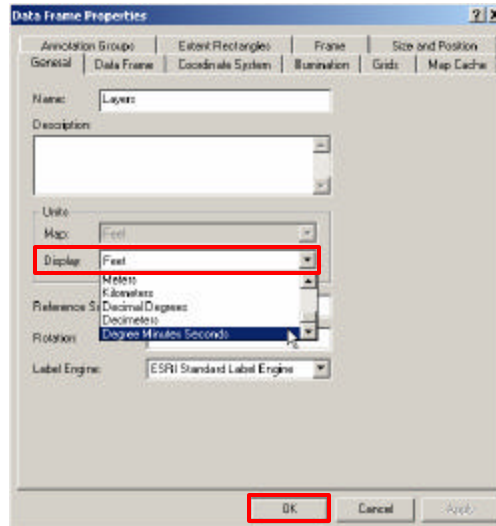 Data Frame Properties
Annotation Groups Extent Rectangles Frame Size and Position
General Data Frame Coordinate System Illumination Grids Map Cache
Name: Layers
Description:
Units
Map: Feet
Display: Feet
Meters
Kilometers
Reference S Decimal Degrees
Decimeters
Rotation: Degree Minutes Seconds
Label Engine: ESRI Standard Label Engine
OK Cancel Apply